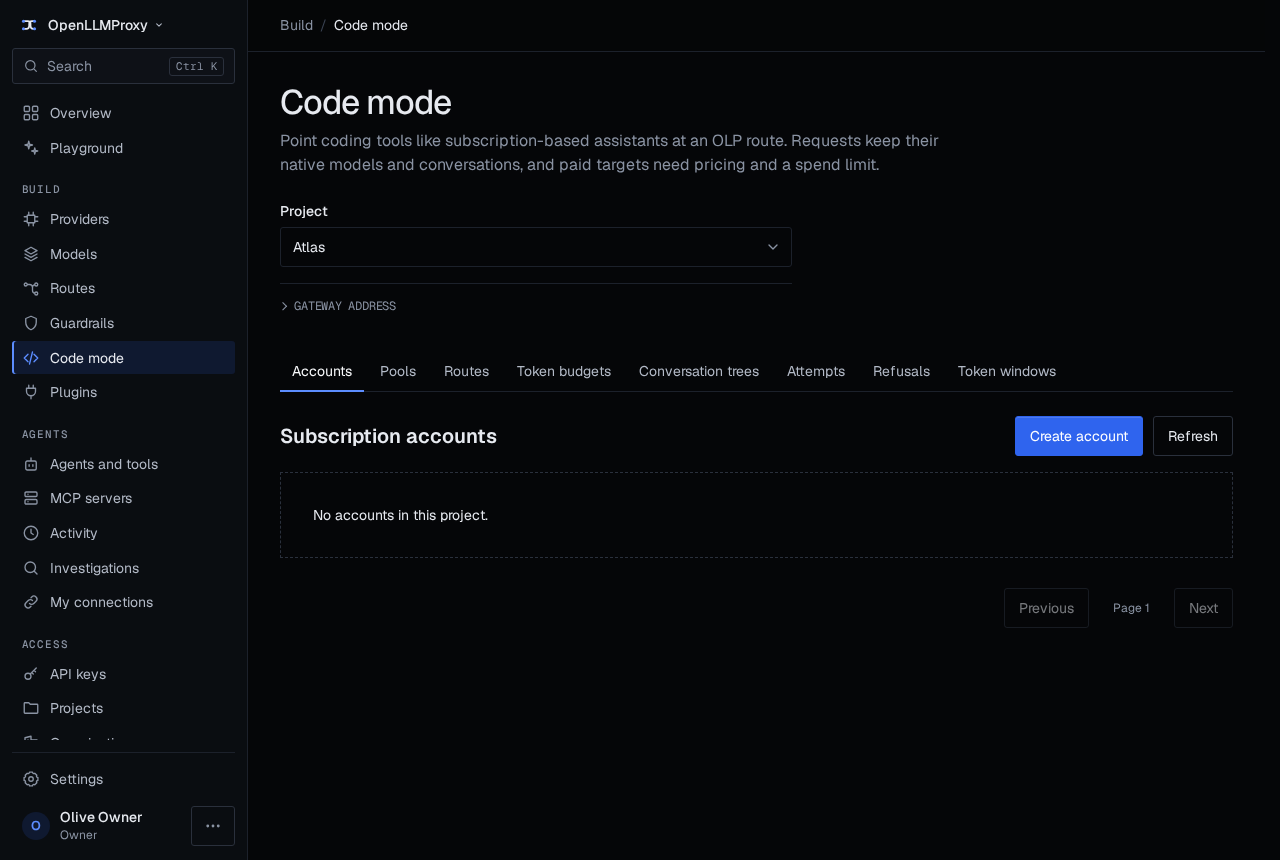 OpenLLMProxy
Search
Ctrl K
Overview
Playground
BUILD
Providers
Models
Routes
Guardrails
Code mode
Plugins
AGENTS
Agents and tools
MCP servers
Activity
Investigations
My connections
ACCESS
API keys
Projects
Settings
O
Olive Owner
Owner
Build / Code mode
Code mode
Point coding tools like subscription-based assistants at an OLP route. Requests keep their
native models and conversations, and paid targets need pricing and a spend limit.
Project
Atlas
GATEWAY ADDRESS
Accounts Pools Routes Token budgets Conversation trees Attempts Refusals Token windows
Subscription accounts
Create account
Refresh
No accounts in this project.
Previous
Page 1
Next